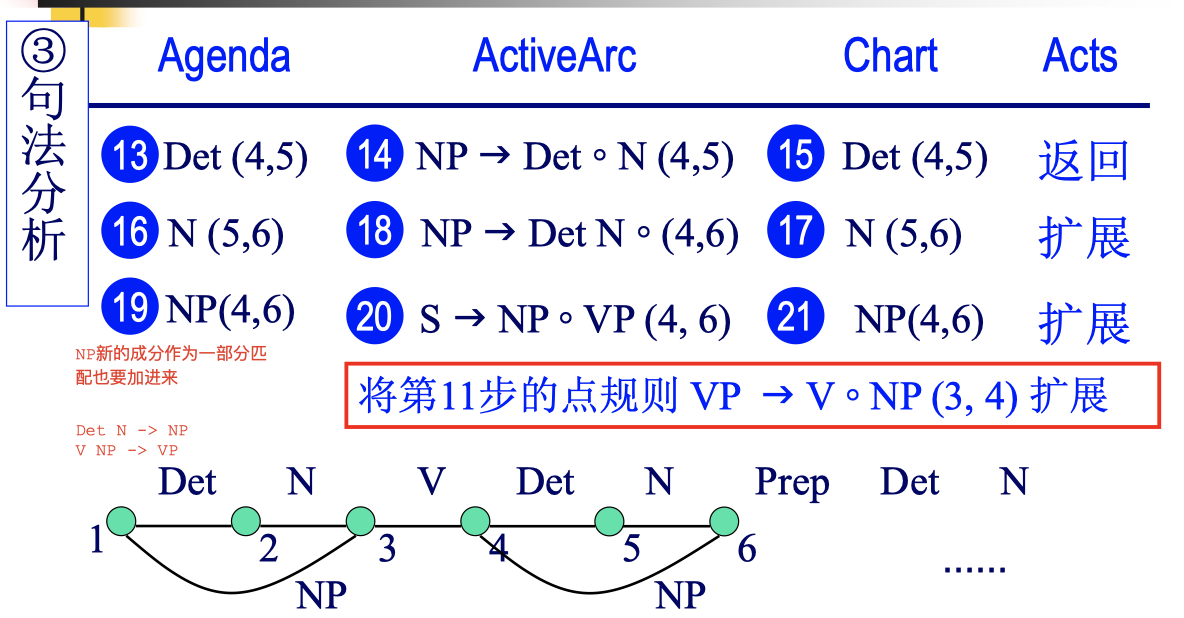 ③句法分析
Agenda ActiveArc Chart Acts
13 Det (4,5) 14 NP → Det ∘ N (4,5) 15 Det (4,5) 返回
16 N (5,6) 18 NP → Det N ∘ (4,6) 17 N (5,6) 扩展
19 NP(4,6) 20 S → NP ∘ VP (4, 6) 21 NP(4,6) 扩展
NP新的成分作为一部分匹
配也要加进来
将第11步的点规则 VP → V ∘ NP (3, 4) 扩展
Det N -> NP
V NP -> VP
Det N V Det N Prep Det N
1 2 3 4 5 6
NP NP ......